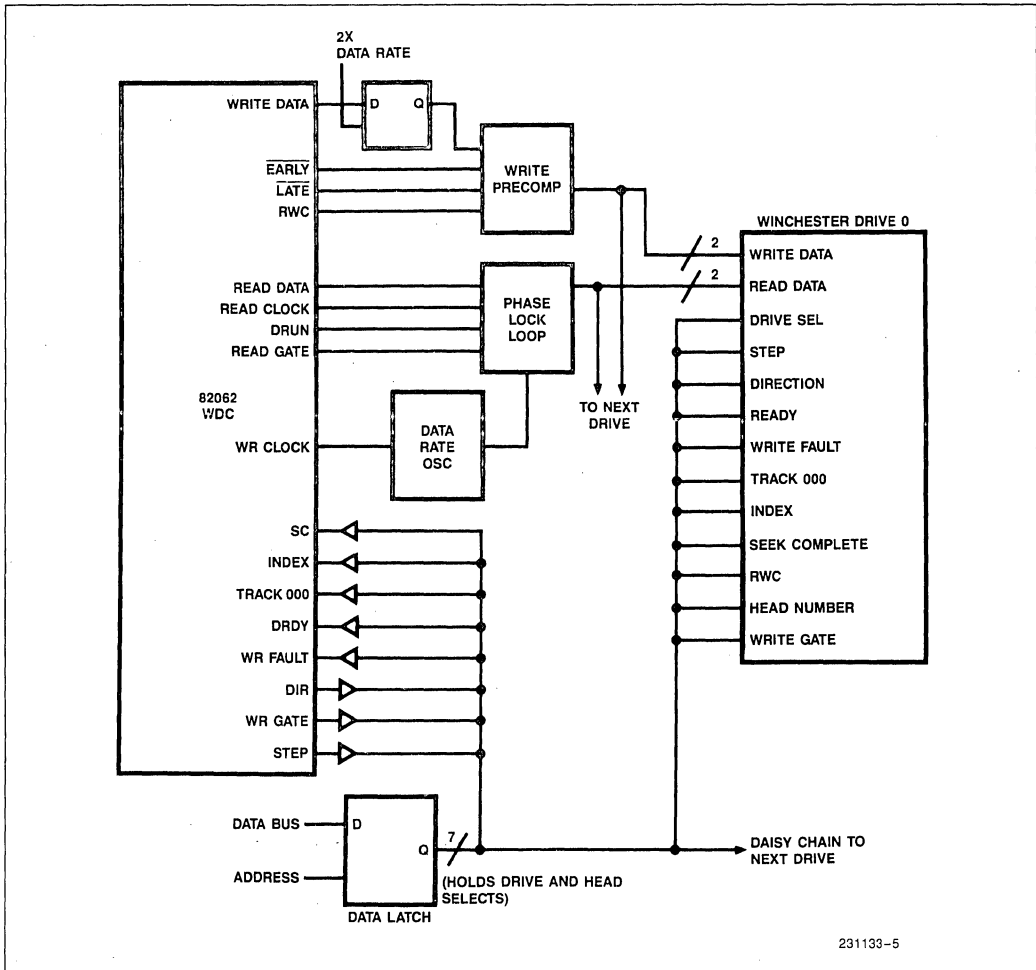 2X
DATA RATE
WRITE DATA
D
Q
EARLY
LATE
RWC
WRITE
PRECOMP
WINCHESTER DRIVE 0
2
WRITE DATA
2
READ DATA
DRIVE SEL
STEP
DIRECTION
READY
WRITE FAULT
TRACK 000
INDEX
SEEK COMPLETE
RWC
HEAD NUMBER
WRITE GATE
READ DATA
READ CLOCK
DRUN
READ GATE
PHASE
LOCK
LOOP
TO NEXT
DRIVE
82062
WDC
WR CLOCK
DATA
RATE
OSC
SC
INDEX
TRACK 000
DRDY
WR FAULT
DIR
WR GATE
STEP
DATA BUS
D
Q
7
ADDRESS
(HOLDS DRIVE AND HEAD
SELECTS)
DATA LATCH
DAISY CHAIN TO
NEXT DRIVE
231133-5